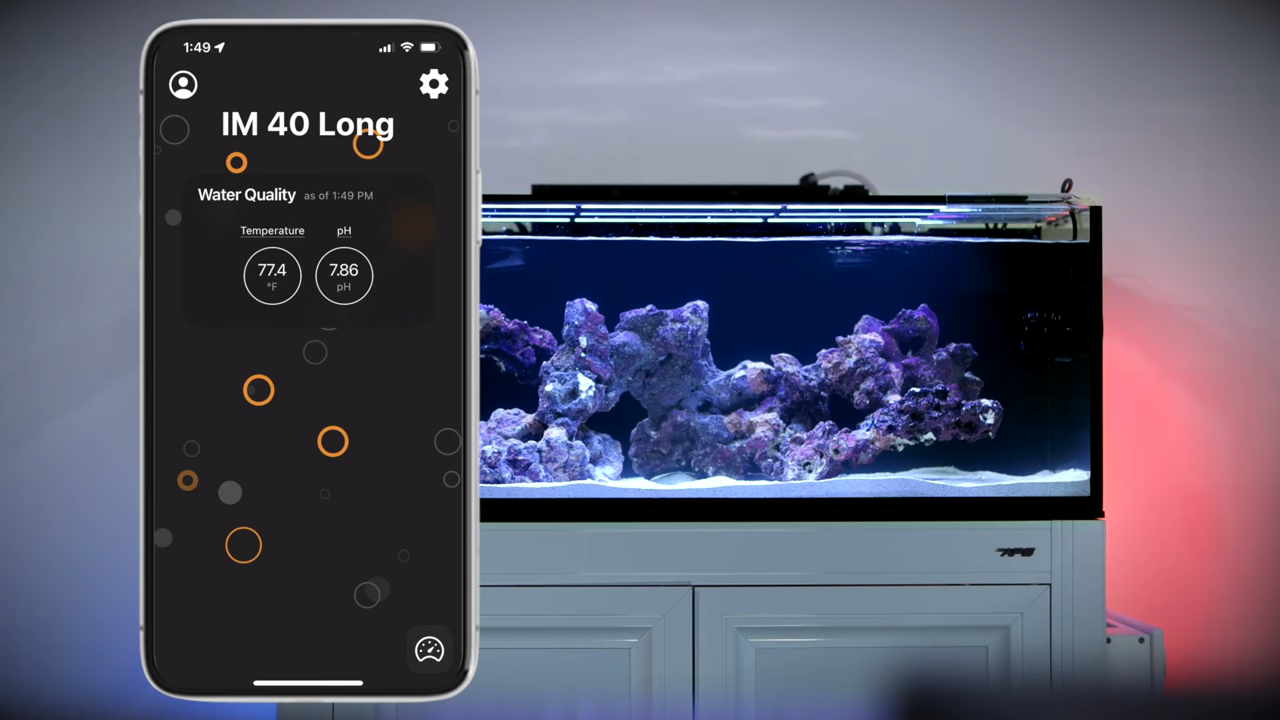 1:49
IM 40 Long
Water Quality as of 1:49 PM
Temperature pH
77.4 7.86
°F pH